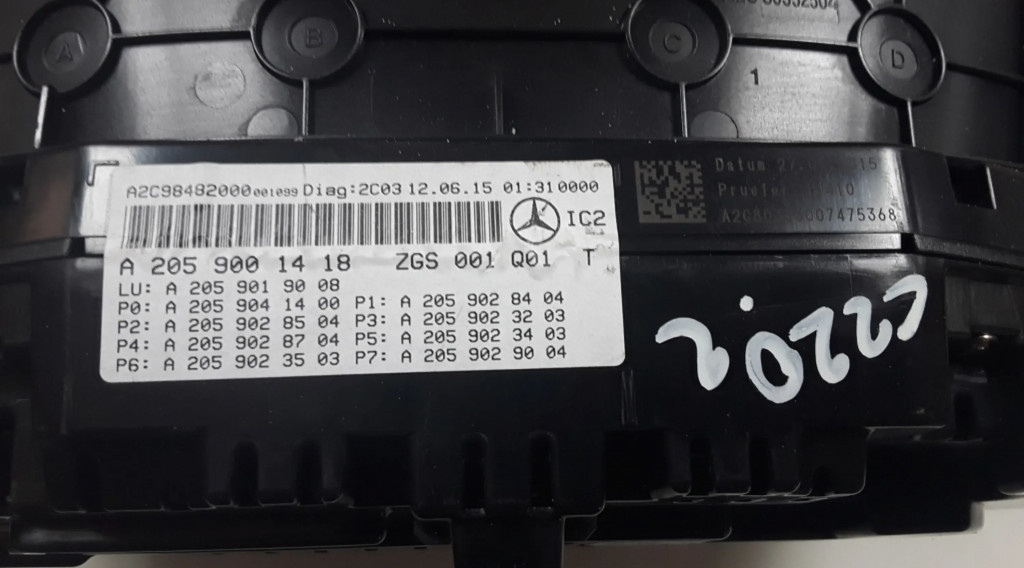 A
B
C
D
1
A2C98482000001099 Diag:2C03 12.06.15 01:310000
IC2
A 205 900 14 18 ZGS 001 Q01 T
LU: A 205 901 90 08
P0: A 205 904 14 00 P1: A 205 902 84 04
P2: A 205 902 85 04 P3: A 205 902 32 03
P4: A 205 902 87 04 P5: A 205 902 34 03
P6: A 205 902 35 03 P7: A 205 902 90 04
Datum
C220.2